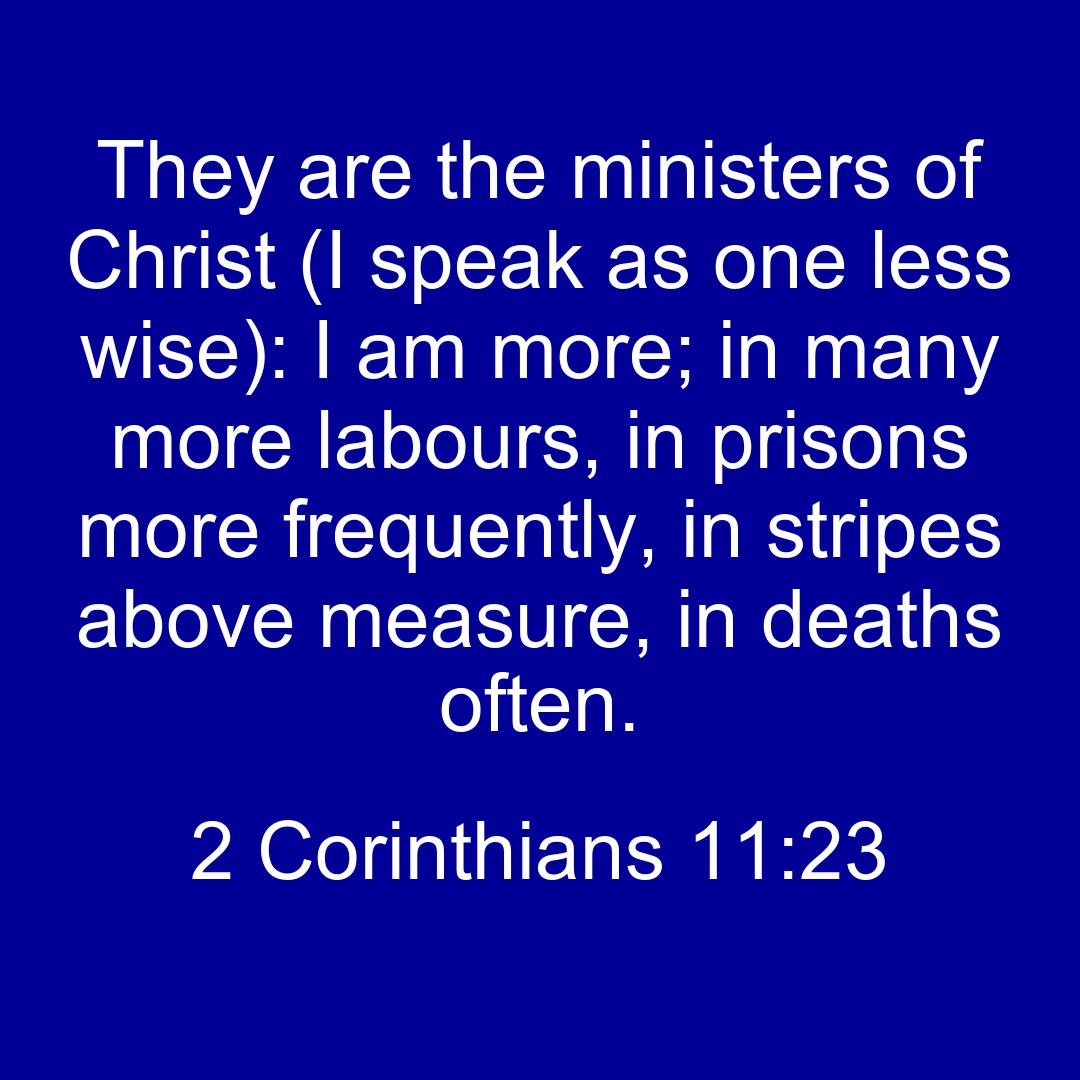 They are the ministers of
Christ (I speak as one less
wise): I am more; in many
more labours, in prisons
more frequently, in stripes
above measure, in deaths
often.
2 Corinthians 11:23